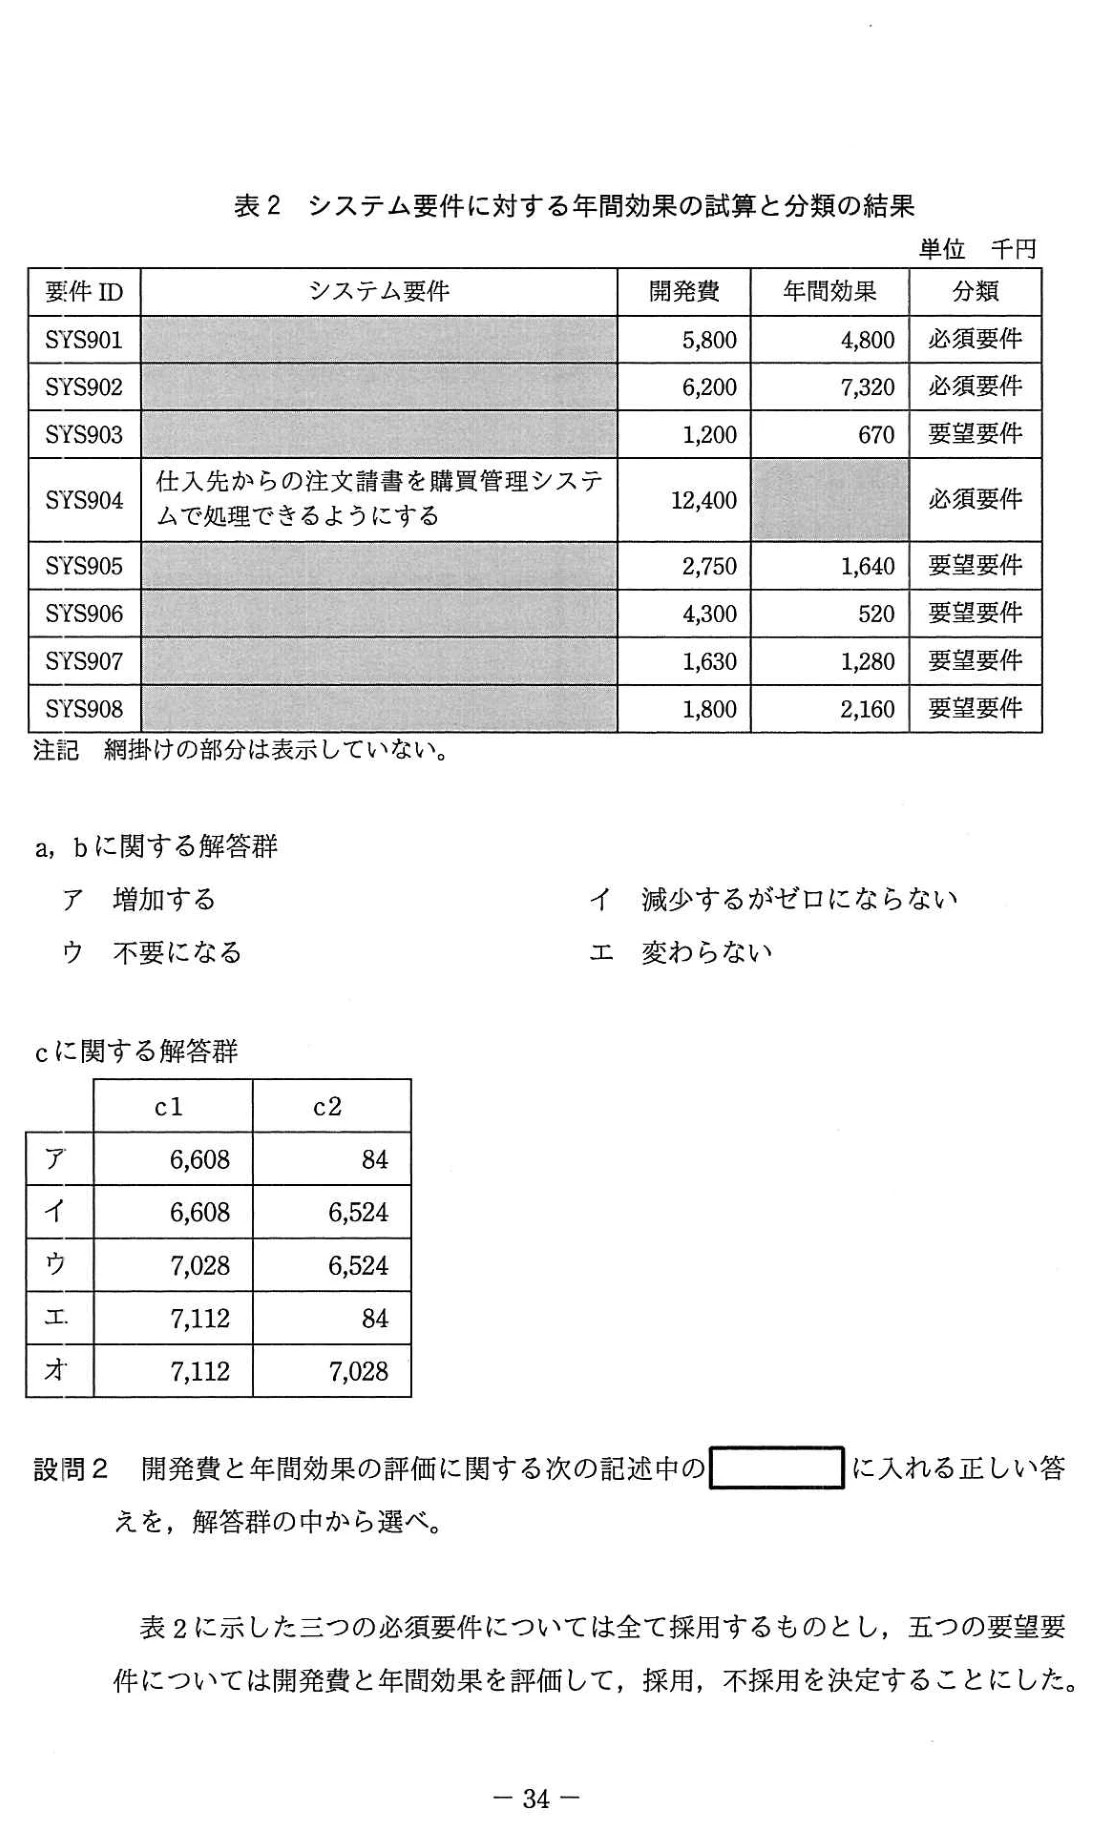 表2 システム要件に対する年間効果の試算と分類の結果
単位 千円
要件ID システム要件 開発費 年間効果 分類
SYS901 5,800 4,800 必須要件
SYS902 6,200 7,320 必須要件
SYS903 1,200 670 要望要件
SYS904 仕入先からの注文請書を購買管理システ
ムで処理できるようにする 12,400 必須要件
SYS905 2,750 1,640 要望要件
SYS906 4,300 520 要望要件
SYS907 1,630 1,280 要望要件
SYS908 1,800 2,160 要望要件
注記 網掛けの部分は表示していない。
a,bに関する解答群
ア 増加する イ 減少するがゼロにならない
ウ 不要になる エ 変わらない
cに関する解答群
c1 c2
ア 6,608 84
イ 6,608 6,524
ウ 7,028 6,524
エ 7,112 84
オ 7,112 7,028
設問2 開発費と年間効果の評価に関する次の記述中の に入れる正しい答
えを,解答群の中から選べ。
表2に示した三つの必須要件については全て採用するものとし,五つの要望要
件については開発費と年間効果を評価して,採用,不採用を決定することにした。
- 34 -